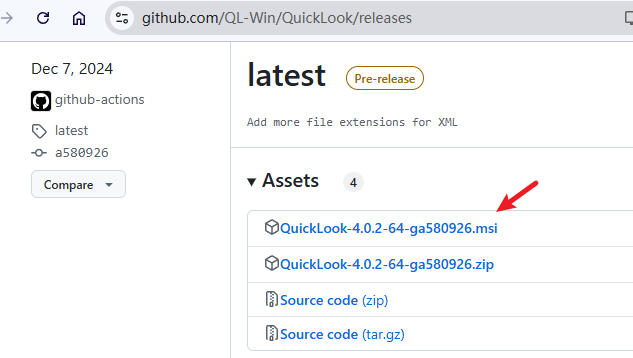 github.com/QL-Win/QuickLook/releases
Dec 7, 2024
github-actions
latest
a580926
Compare
latest Pre-release
Add more file extensions for XML
Assets 4
QuickLook-4.0.2-64-ga580926.msi
QuickLook-4.0.2-64-ga580926.zip
Source code (zip)
Source code (tar.gz)